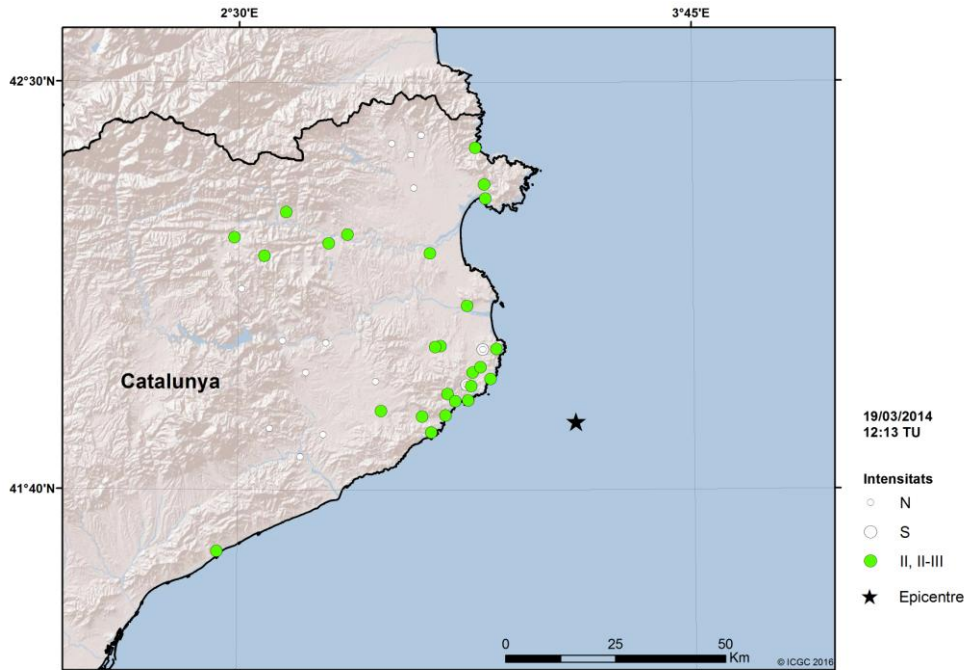 2°30'E
3°45'E
42°30'N
Catalunya
41°40'N
19/03/2014
12:13 TU
Intensitats
N
S
II, II-III
Epicentre
0 25 50
Km
© ICGC 2016